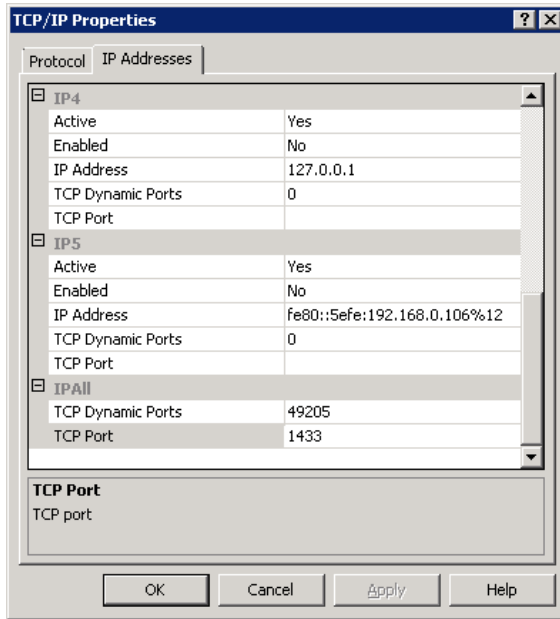 TCP/IP Properties
Protocol IP Addresses
IP4
Active Yes
Enabled No
IP Address 127.0.0.1
TCP Dynamic Ports 0
TCP Port
IP5
Active Yes
Enabled No
IP Address fe80::5efe:192.168.0.106%12
TCP Dynamic Ports 0
TCP Port
IPAll
TCP Dynamic Ports 49205
TCP Port 1433
TCP Port
TCP port
OK Cancel Apply Help